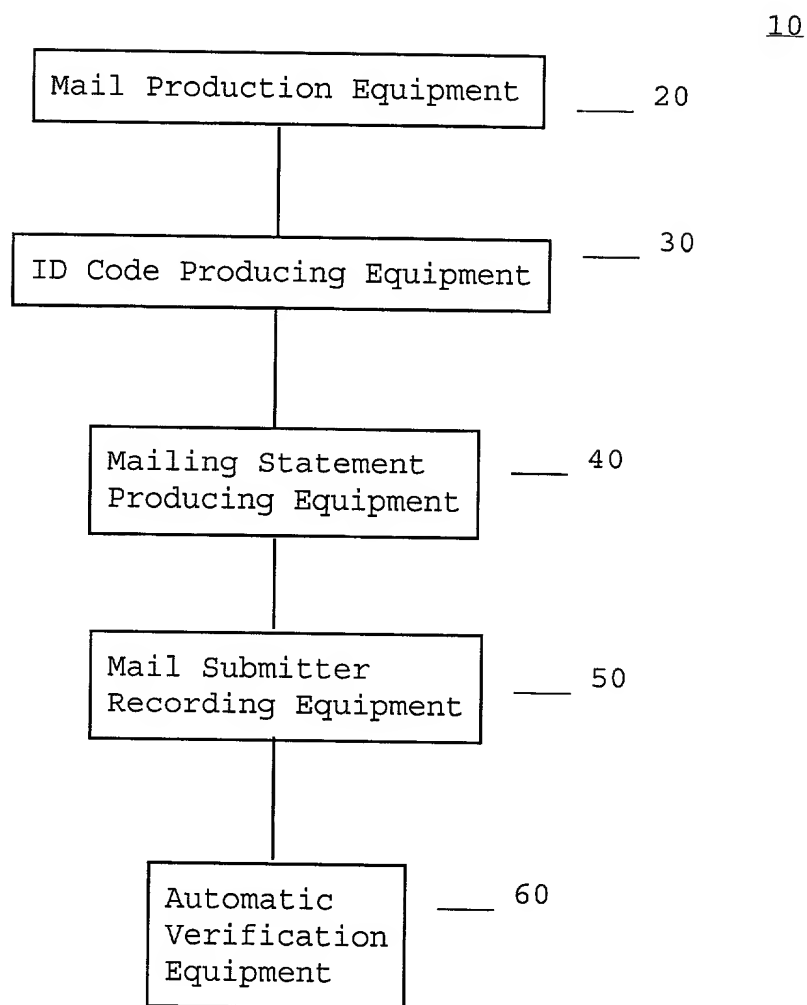 10
Mail Production Equipment 20
ID Code Producing Equipment 30
Mailing Statement
Producing Equipment
40
Mail Submitter
Recording Equipment
50
Automatic
Verification
Equipment
60